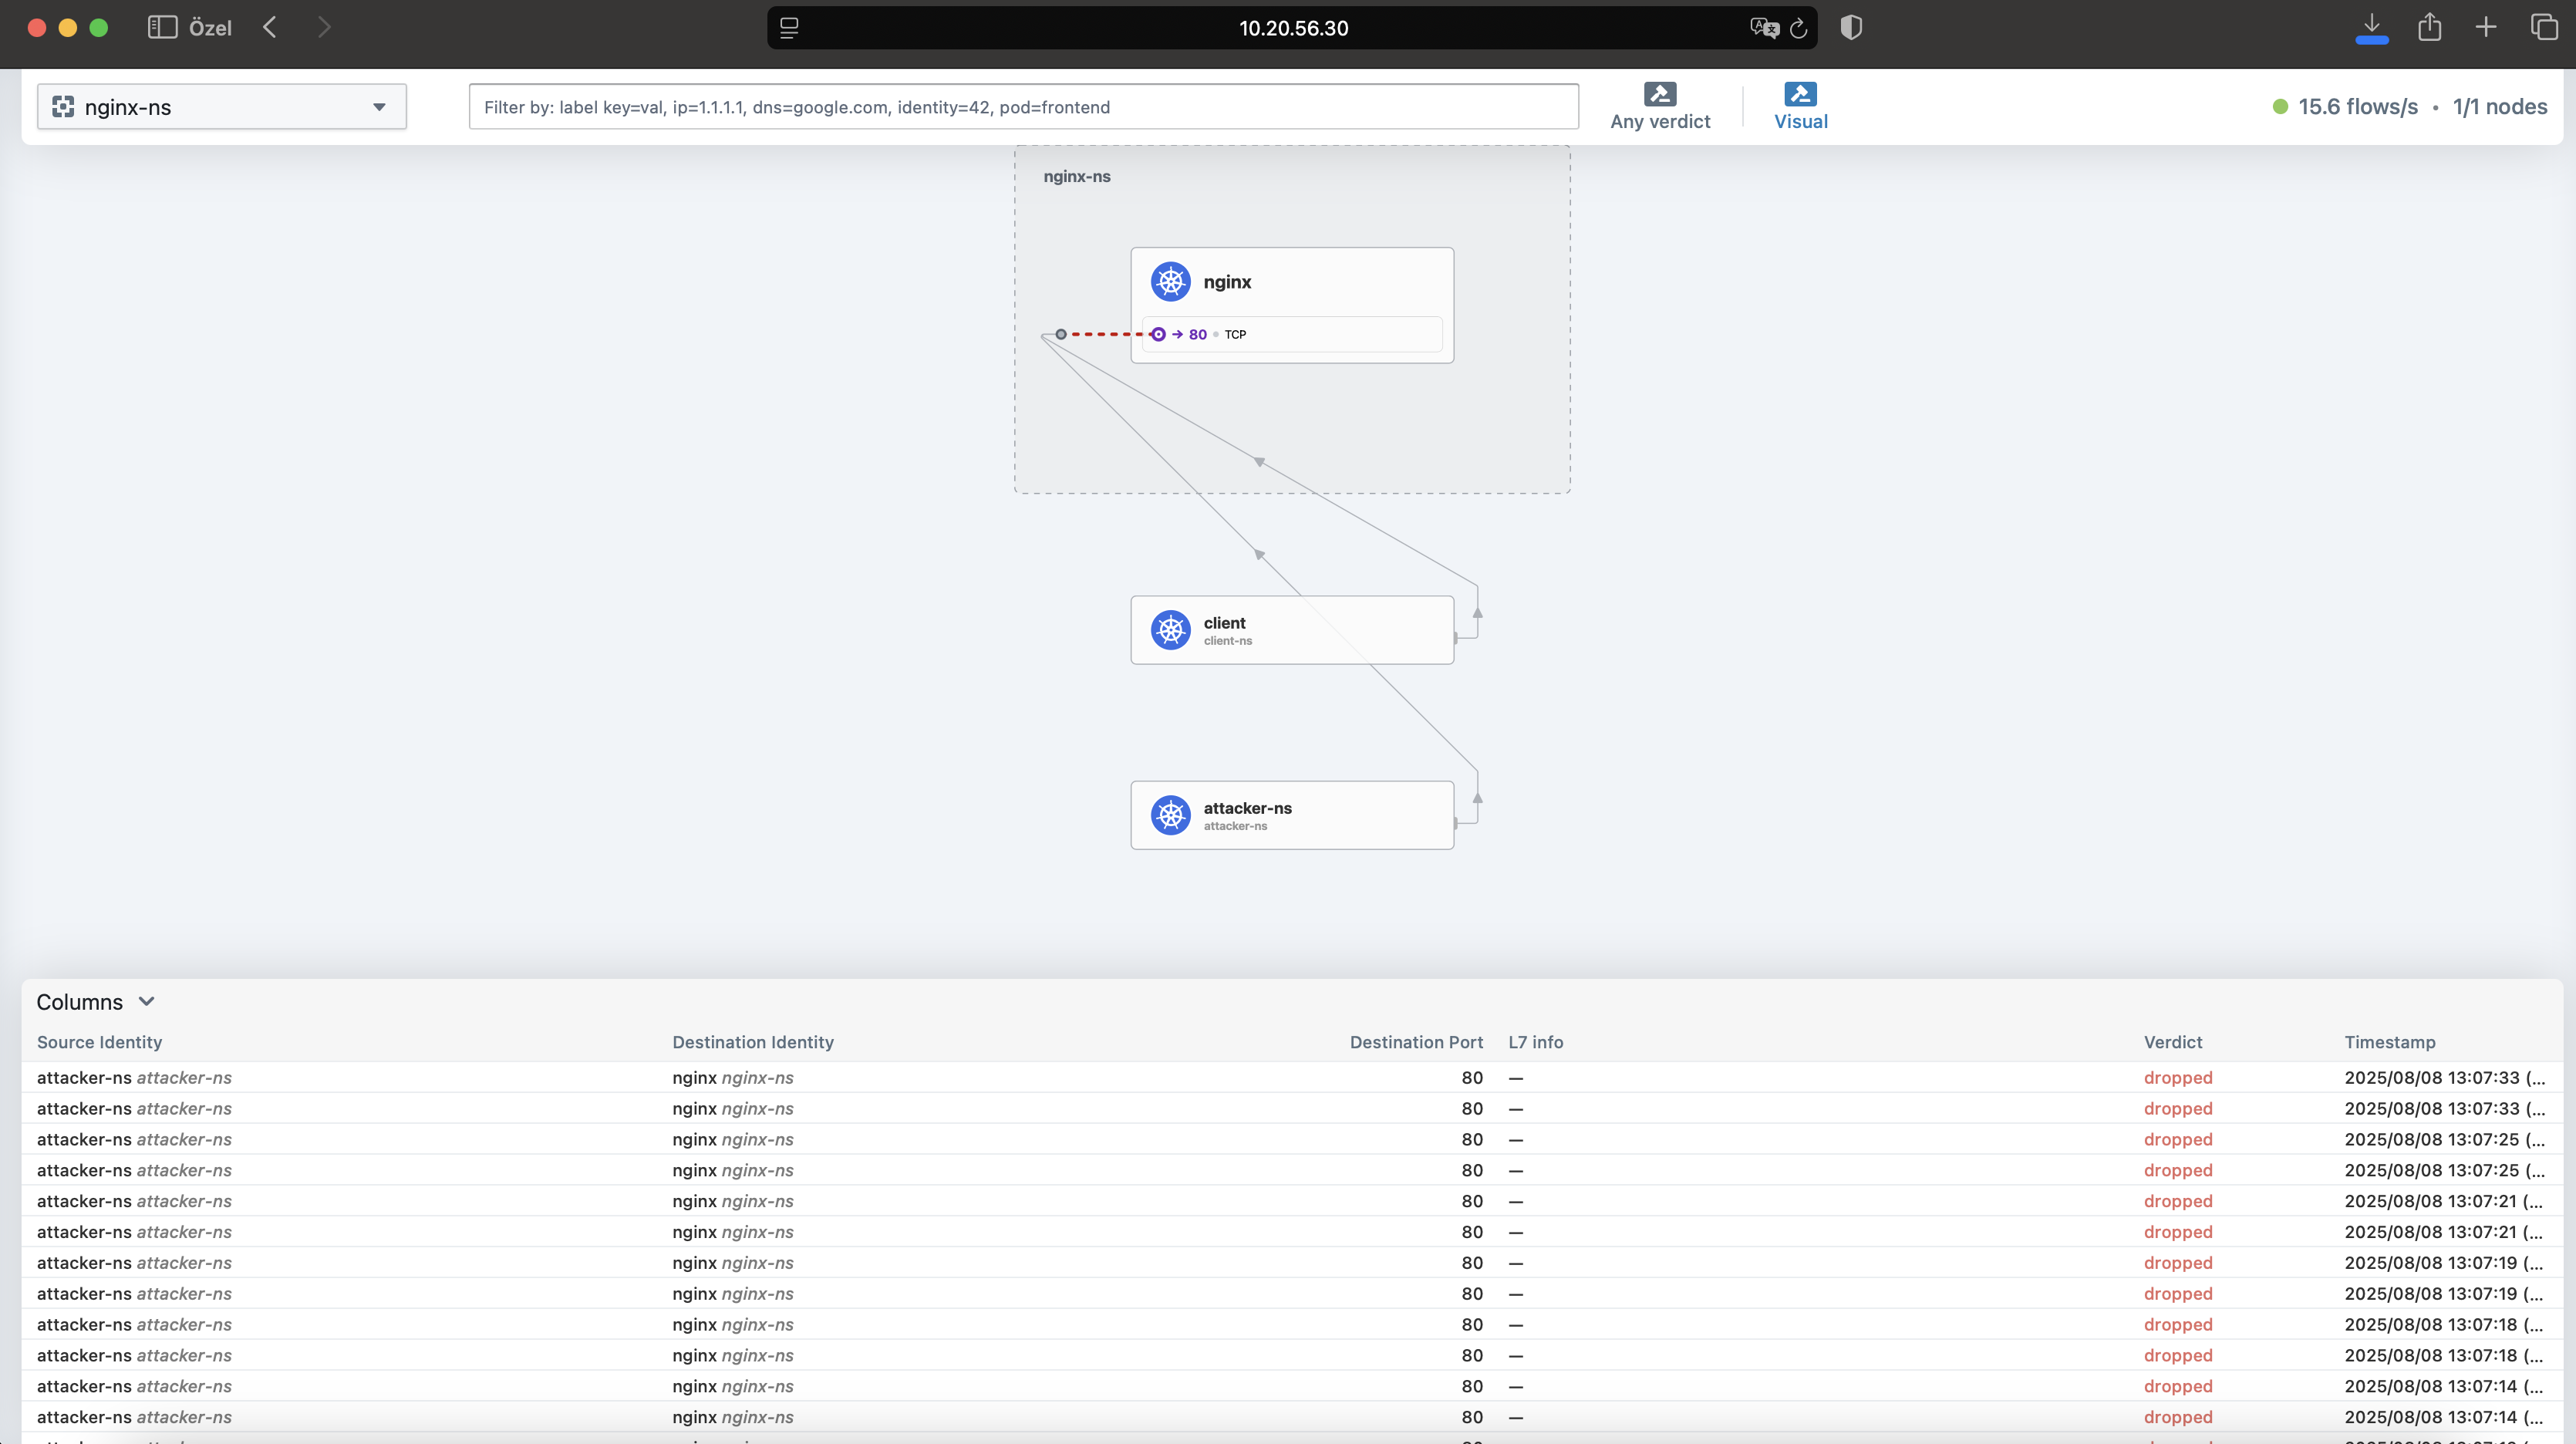 Özel
10.20.56.30
nginx-ns
Filter by: label key=val, ip=1.1.1.1, dns=google.com, identity=42, pod=frontend
Any verdict
Visual
15.6 flows/s • 1/1 nodes
nginx-ns
nginx
→ 80 • TCP
client
client-ns
attacker-ns
attacker-ns
Columns
Source Identity Destination Identity Destination Port L7 info Verdict Timestamp
attacker-ns attacker-ns nginx nginx-ns 80 — dropped 2025/08/08 13:07:33 (...
attacker-ns attacker-ns nginx nginx-ns 80 — dropped 2025/08/08 13:07:33 (...
attacker-ns attacker-ns nginx nginx-ns 80 — dropped 2025/08/08 13:07:25 (...
attacker-ns attacker-ns nginx nginx-ns 80 — dropped 2025/08/08 13:07:25 (...
attacker-ns attacker-ns nginx nginx-ns 80 — dropped 2025/08/08 13:07:21 (...
attacker-ns attacker-ns nginx nginx-ns 80 — dropped 2025/08/08 13:07:21 (...
attacker-ns attacker-ns nginx nginx-ns 80 — dropped 2025/08/08 13:07:19 (...
attacker-ns attacker-ns nginx nginx-ns 80 — dropped 2025/08/08 13:07:19 (...
attacker-ns attacker-ns nginx nginx-ns 80 — dropped 2025/08/08 13:07:18 (...
attacker-ns attacker-ns nginx nginx-ns 80 — dropped 2025/08/08 13:07:18 (...
attacker-ns attacker-ns nginx nginx-ns 80 — dropped 2025/08/08 13:07:14 (...
attacker-ns attacker-ns nginx nginx-ns 80 — dropped 2025/08/08 13:07:14 (...